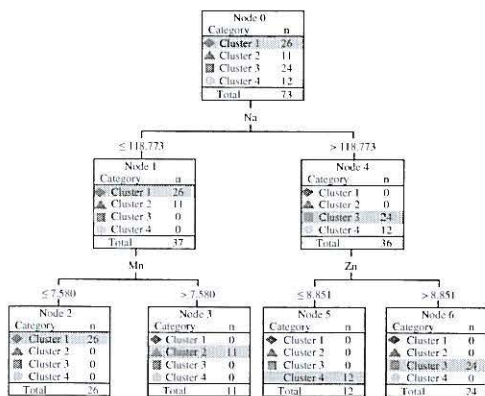 Node 0
Category n
Cluster 1 26
Cluster 2 11
Cluster 3 24
Cluster 4 12
Total 73
Na
≤ 118.773
> 118.773
Node 1
Category n
Cluster 1 26
Cluster 2 11
Cluster 3 0
Cluster 4 0
Total 37
Node 4
Category n
Cluster 1 0
Cluster 2 0
Cluster 3 24
Cluster 4 12
Total 36
Mn
Zn
≤ 7.580
> 7.580
≤ 8.851
> 8.851
Node 2
Category n
Cluster 1 26
Cluster 2 0
Cluster 3 0
Cluster 4 0
Total 26
Node 3
Category n
Cluster 1 0
Cluster 2 11
Cluster 3 0
Cluster 4 0
Total 11
Node 5
Category n
Cluster 1 0
Cluster 2 0
Cluster 3 0
Cluster 4 12
Total 12
Node 6
Category n
Cluster 1 0
Cluster 2 0
Cluster 3 24
Cluster 4 0
Total 24